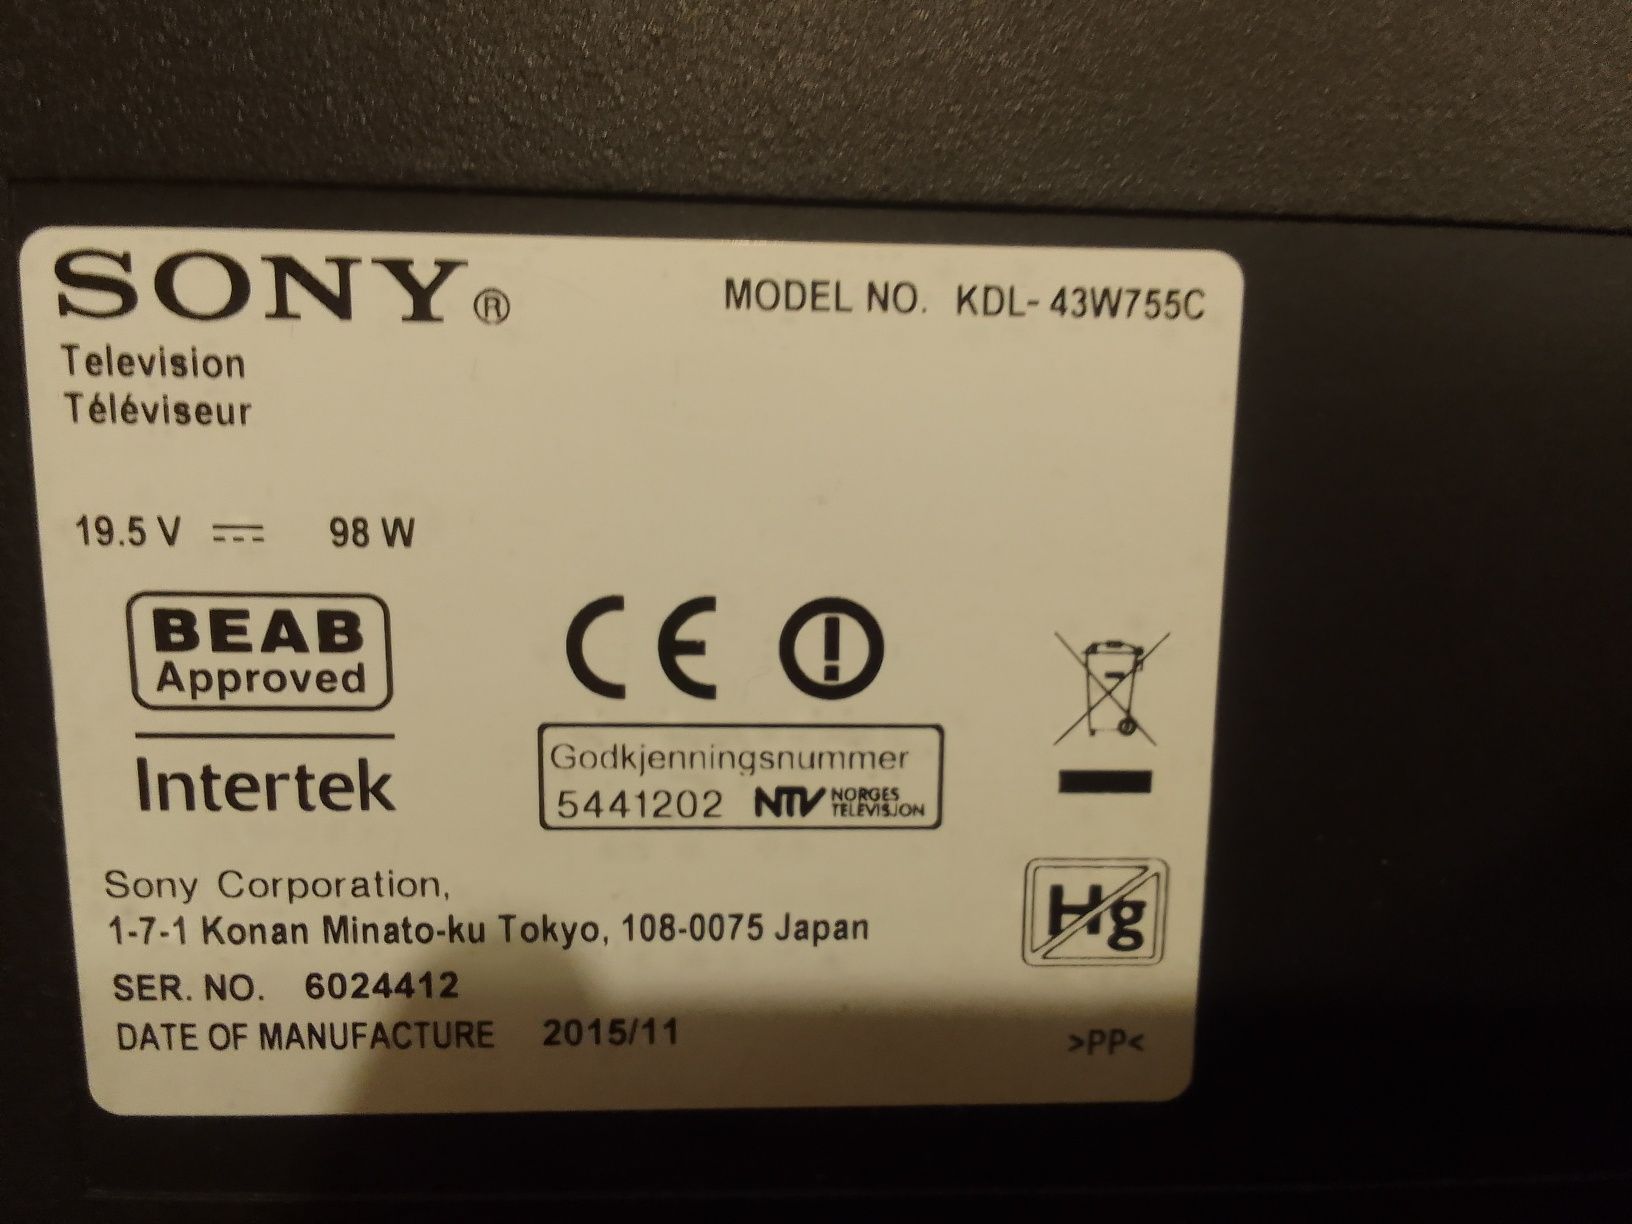 SONY®
MODEL NO. KDL-43W755C
Television
Téléviseur
19.5 V 98 W
BEAB
Approved
Intertek
CE
Godkjenningsnummer
5441202 NTV NORGES TELEVISJON
Hg
Sony Corporation,
1-7-1 Konan Minato-ku Tokyo, 108-0075 Japan
SER. NO. 6024412
DATE OF MANUFACTURE 2015/11
>PP<